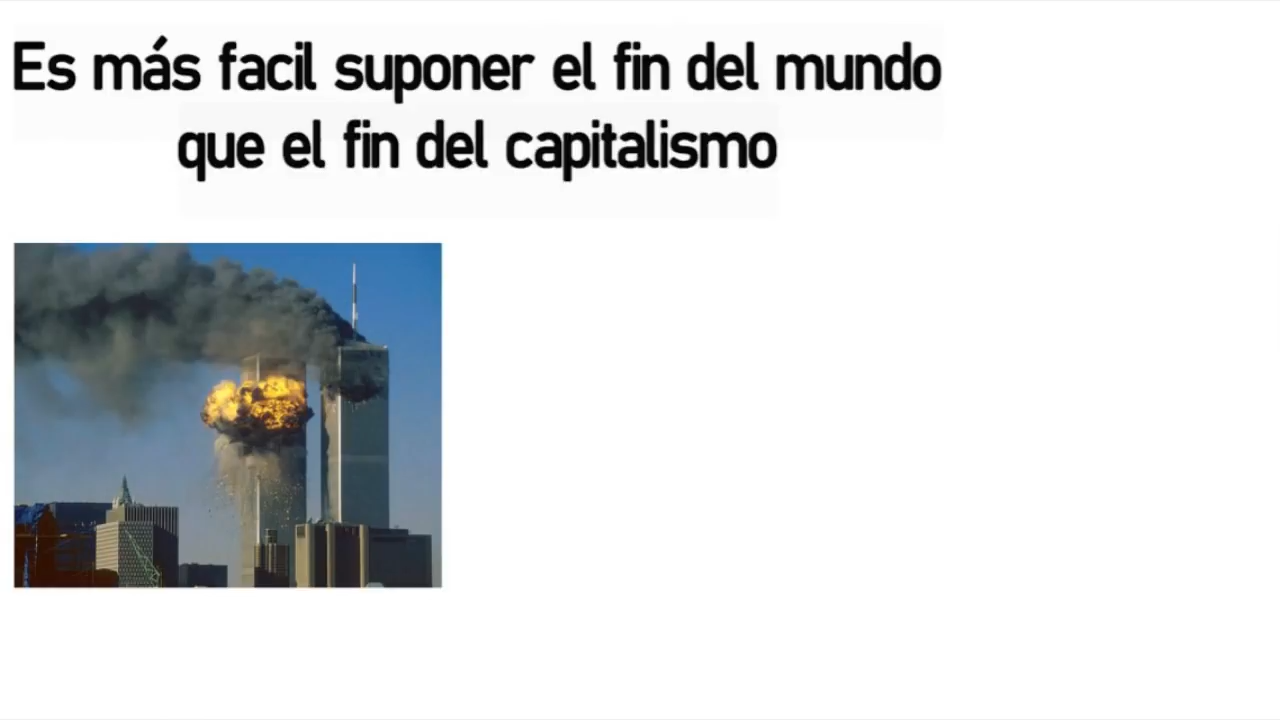 Es más facil suponer el fin del mundo
que el fin del capitalismo